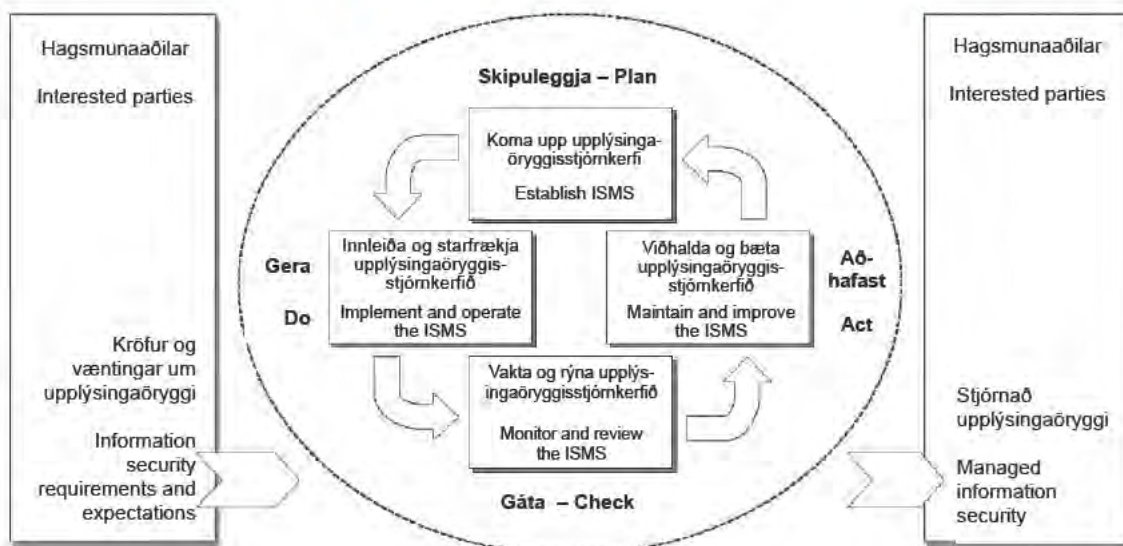 Hagsmunaaðilar
Interested parties
Kröfur og
væntingar um
upplýsingaöryggi
Information
security
requirements and
expectations
Skipuleggja – Plan
Koma upp upplýsinga-
öryggisstjórnkerfi
Establish ISMS
Gera
Do
Innleiða og starfrækja
upplýsingaöryggis-
stjórnkerfið
Implement and operate
the ISMS
Viðhalda og bæta
upplýsingaöryggis-
stjórnkerfið
Maintain and improve
the ISMS
Að-
hafast
Act
Vakta og rýna upplýs-
ingaöryggisstjórnkerfið
Monitor and review
the ISMS
Gáta – Check
Hagsmunaaðilar
Interested parties
Stjórnað
upplýsingaöryggi
Managed
information
security